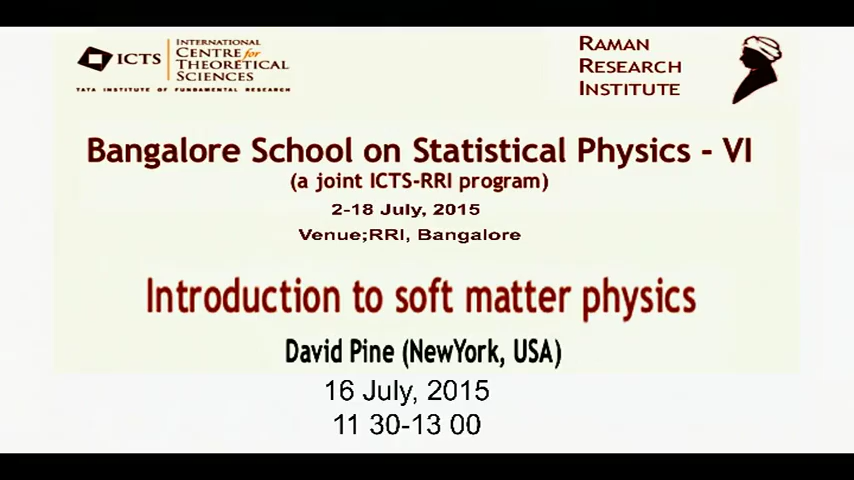 ICTS
INTERNATIONAL
CENTRE for
THEORETICAL
SCIENCES
TATA INSTITUTE OF FUNDAMENTAL RESEARCH
RAMAN
RESEARCH
INSTITUTE
Bangalore School on Statistical Physics - VI
(a joint ICTS-RRI program)
2-18 July, 2015
Venue;RRI, Bangalore
Introduction to soft matter physics
David Pine (NewYork, USA)
16 July, 2015
11 30-13 00